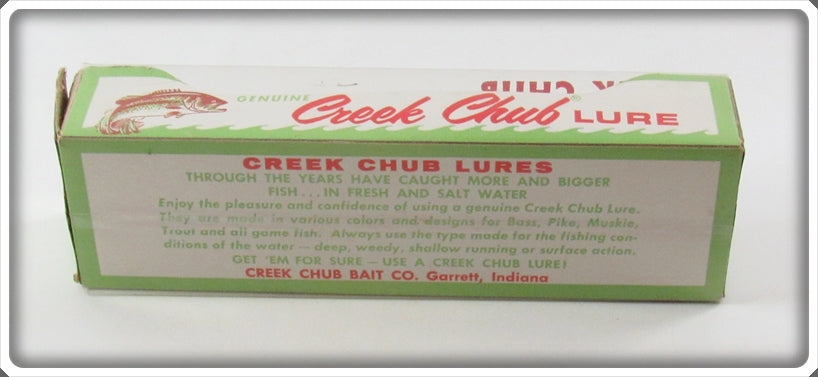 GENUINE Creek Chub® LURE
CREEK CHUB LURES
THROUGH THE YEARS HAVE CAUGHT MORE AND BIGGER
FISH... IN FRESH AND SALT WATER
Enjoy the pleasure and confidence of using a genuine Creek Chub Lure.
They are made in various colors and designs for Bass, Pike, Muskie,
Trout and all game fish. Always use the type made for the fishing con-
ditions of the water — deep, weedy, shallow running or surface action.
GET 'EM FOR SURE — USE A CREEK CHUB LURE!
CREEK CHUB BAIT CO. Garrett, Indiana